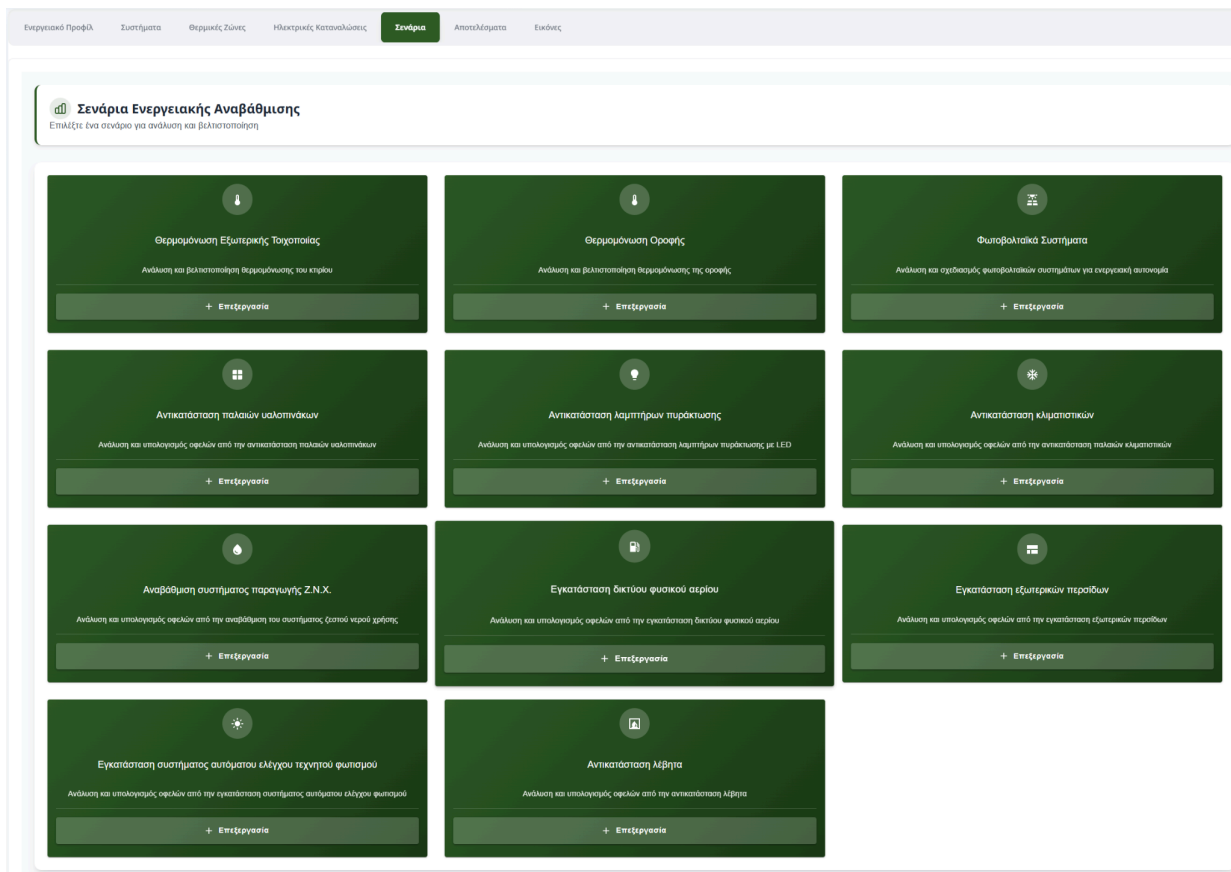 Ενεργειακό Προφίλ Συστήματα Θερμικές Ζώνες Ηλεκτρικές Καταναλώσεις Σενάρια Αποτελέσματα Εικόνες
Σενάρια Ενεργειακής Αναβάθμισης
Επιλέξτε ένα σενάριο για ανάλυση και βελτιστοποίηση
Θερμομόνωση Εξωτερικής Τοιχοποιίας
Ανάλυση και βελτιστοποίηση θερμομόνωσης του κτιρίου
+ Επεξεργασία
Θερμομόνωση Οροφής
Ανάλυση και βελτιστοποίηση θερμομόνωσης της οροφής
+ Επεξεργασία
Φωτοβολταϊκά Συστήματα
Ανάλυση και σχεδιασμός φωτοβολταϊκών συστημάτων για ενεργειακή αυτονομία
+ Επεξεργασία
Αντικατάσταση παλαιών υαλοπινάκων
Ανάλυση και υπολογισμός οφελών από την αντικατάσταση παλαιών υαλοπινάκων
+ Επεξεργασία
Αντικατάσταση λαμπτήρων πυράκτωσης
Ανάλυση και υπολογισμός οφελών από την αντικατάσταση λαμπτήρων πυράκτωσης με LED
+ Επεξεργασία
Αντικατάσταση κλιματιστικών
Ανάλυση και υπολογισμός οφελών από την αντικατάσταση παλαιών κλιματιστικών
+ Επεξεργασία
Αναβάθμιση συστήματος παραγωγής Ζ.Ν.Χ.
Ανάλυση και υπολογισμός οφελών από την αναβάθμιση του συστήματος ζεστού νερού χρήσης
+ Επεξεργασία
Εγκατάσταση δικτύου φυσικού αερίου
Ανάλυση και υπολογισμός οφελών από την εγκατάσταση δικτύου φυσικού αερίου
+ Επεξεργασία
Εγκατάσταση εξωτερικών περσίδων
Ανάλυση και υπολογισμός οφελών από την εγκατάσταση εξωτερικών περσίδων
+ Επεξεργασία
Εγκατάσταση συστήματος αυτόματου ελέγχου τεχνητού φωτισμού
Ανάλυση και υπολογισμός οφελών από την εγκατάσταση συστήματος αυτόματου ελέγχου φωτισμού
+ Επεξεργασία
Αντικατάσταση λέβητα
Ανάλυση και υπολογισμός οφελών από την αντικατάσταση λέβητα
+ Επεξεργασία